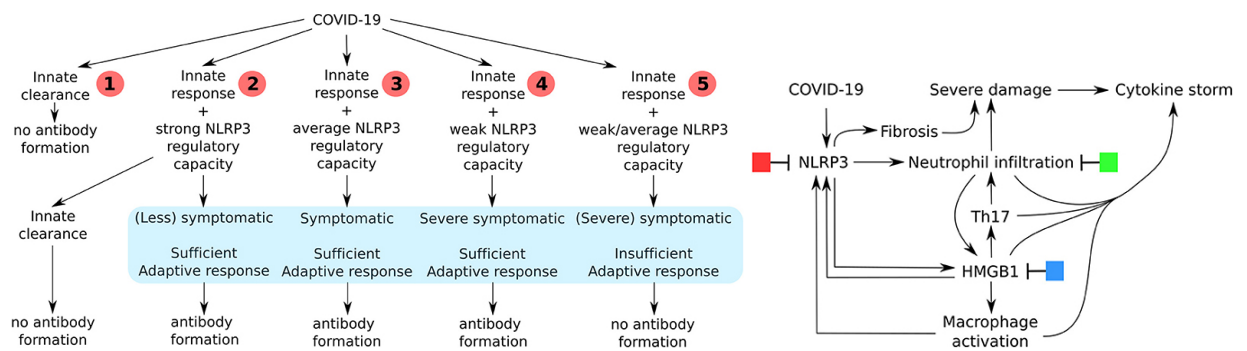 COVID-19
Innate
clearance
1
no antibody
formation
Innate
response
2
+
strong NLRP3
regulatory
capacity
Innate
response
3
+
average NLRP3
regulatory
capacity
Innate
response
4
+
weak NLRP3
regulatory
capacity
Innate
response
5
+
weak/average NLRP3
regulatory
capacity
Innate
clearance
(Less) symptomatic
Sufficient
Adaptive response
Symptomatic
Sufficient
Adaptive response
Severe symptomatic
Sufficient
Adaptive response
(Severe) symptomatic
Insufficient
Adaptive response
no antibody
formation
antibody
formation
antibody
formation
antibody
formation
no antibody
formation
COVID-19
Severe damage
Cytokine storm
Fibrosis
NLRP3
Neutrophil infiltration
Th17
HMGB1
Macrophage
activation